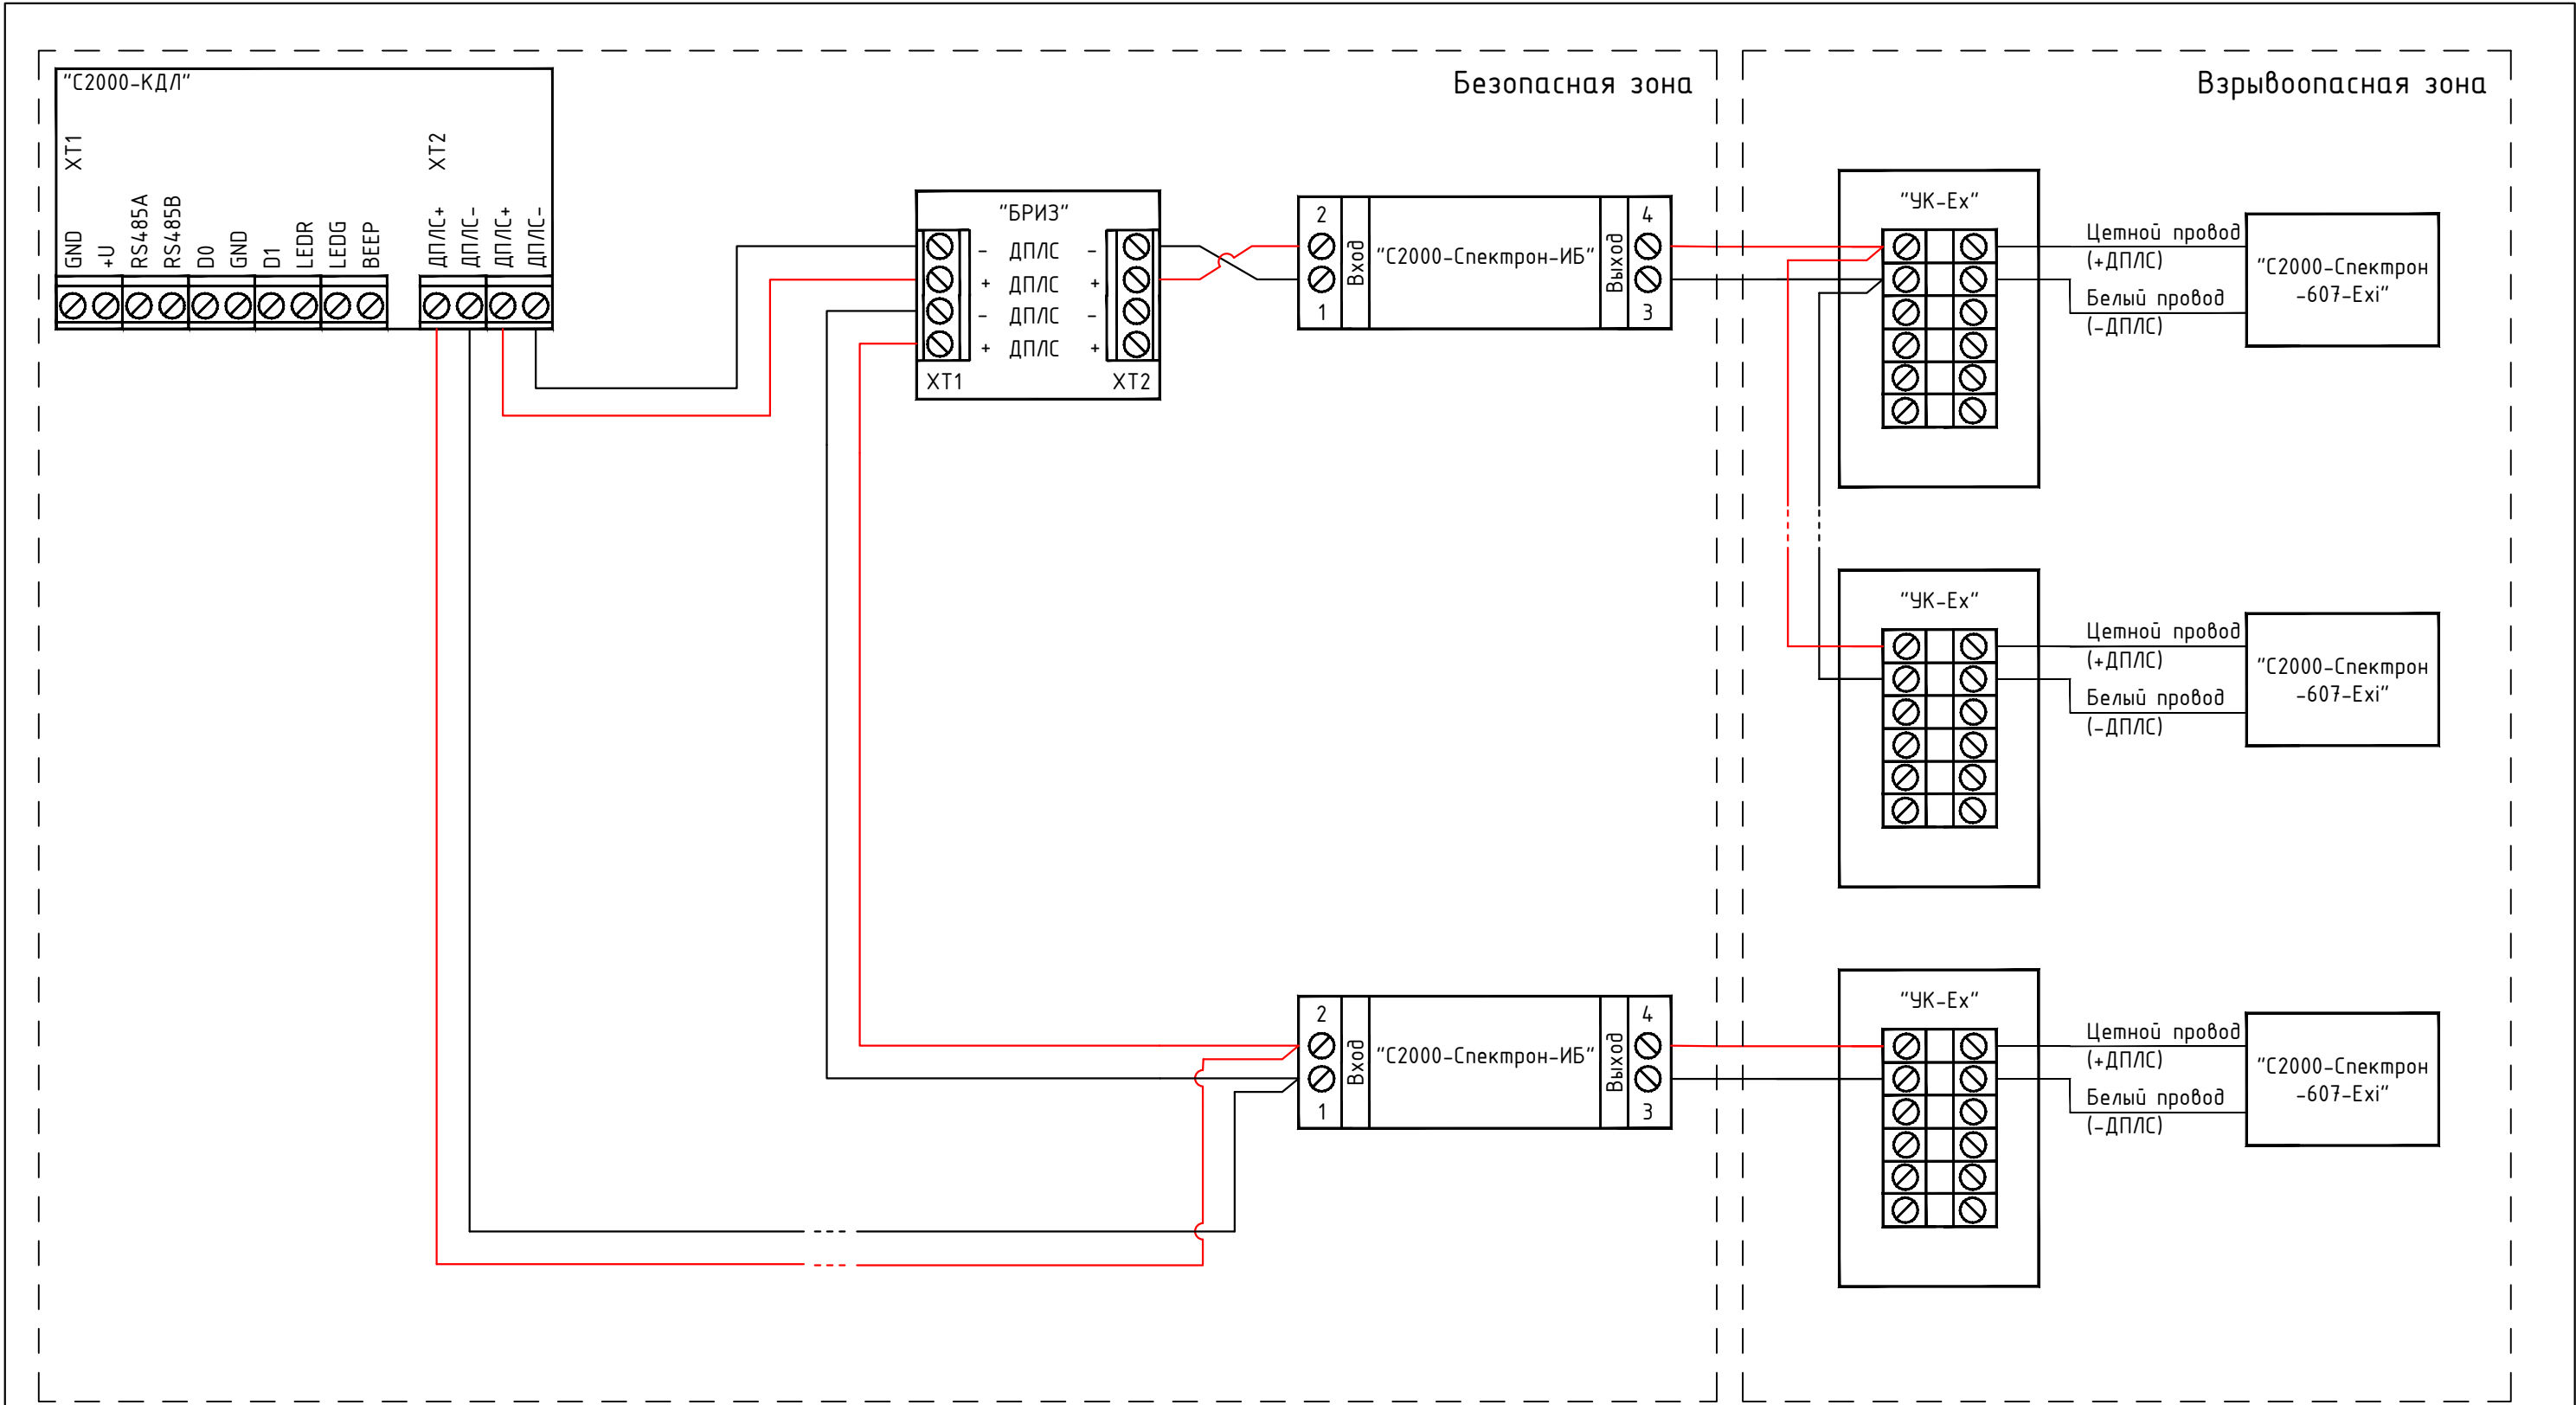 Безопасная зона
Взрывоопасная зона
"С2000-КДЛ"
XT1
XT2
GND
+U
RS485A
RS485B
D0
GND
D1
LEDR
LEDG
BEEP
ДПЛС+
ДПЛС-
ДПЛС+
ДПЛС-
"БРИЗ"
- ДПЛС -
+ ДПЛС +
- ДПЛС -
+ ДПЛС +
XT1
XT2
2
1
Вход
"С2000-Спектрон-ИБ"
Выход
4
3
"УК-Ех"
Цетной провод
(+ДПЛС)
Белый провод
(-ДПЛС)
"С2000-Спектрон
-607-Exi"
"УК-Ех"
Цетной провод
(+ДПЛС)
Белый провод
(-ДПЛС)
"С2000-Спектрон
-607-Exi"
2
1
Вход
"С2000-Спектрон-ИБ"
Выход
4
3
"УК-Ех"
Цетной провод
(+ДПЛС)
Белый провод
(-ДПЛС)
"С2000-Спектрон
-607-Exi"